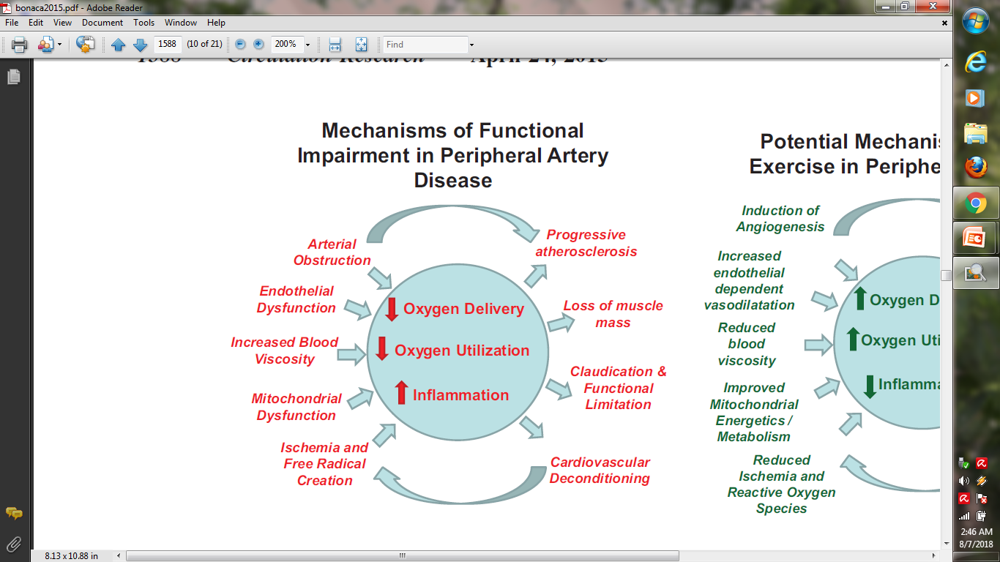 bonaca2015.pdf - Adobe Reader
File Edit View Document Tools Window Help
1588 (10 of 21) 200% Find
1588 Circulation Research April 24, 2015
Mechanisms of Functional
Impairment in Peripheral Artery
Disease
Arterial
Obstruction
Endothelial
Dysfunction
Increased Blood
Viscosity
Mitochondrial
Dysfunction
Ischemia and
Free Radical
Creation
Oxygen Delivery
Oxygen Utilization
Inflammation
Progressive
atherosclerosis
Loss of muscle
mass
Claudication &
Functional
Limitation
Cardiovascular
Deconditioning
Potential Mechanis
Exercise in Periphe
Induction of
Angiogenesis
Increased
endothelial
dependent
vasodilatation
Reduced
blood
viscosity
Improved
Mitochondrial
Energetics /
Metabolism
Reduced
Ischemia and
Reactive Oxygen
Species
Oxygen D
Oxygen Uti
Inflamma
8.13 x 10.88 in
2:46 AM
8/7/2018